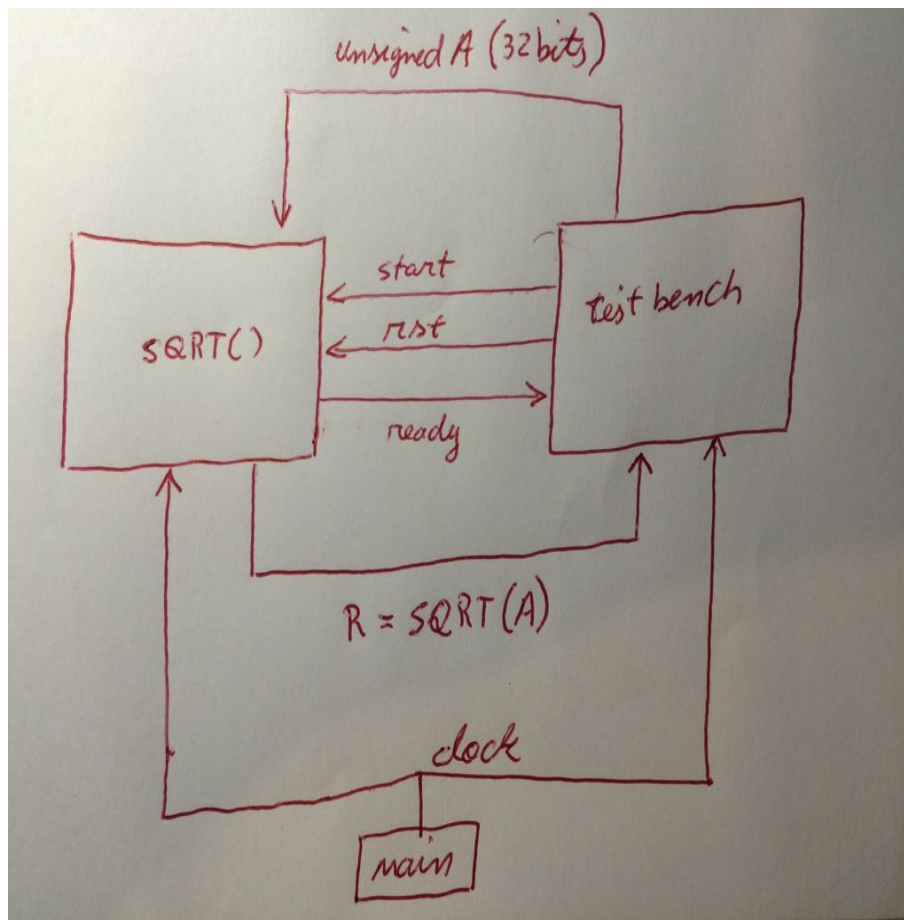 unsigned A (32 bits)
start
test bench
rst
SQRT()
ready
R = SQRT(A)
clock
main